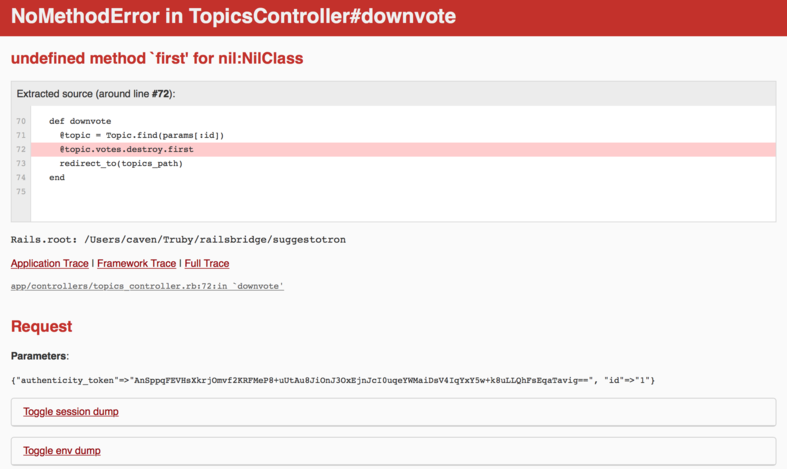 NoMethodError in TopicsController#downvote
undefined method `first' for nil:NilClass
Extracted source (around line #72):
70 def downvote
71 @topic = Topic.find(params[:id])
72 @topic.votes.destroy.first
73 redirect_to(topics_path)
74 end
75
Rails.root: /Users/caven/Truby/railsbridge/suggestotron
Application Trace | Framework Trace | Full Trace
app/controllers/topics_controller.rb:72:in `downvote'
Request
Parameters:
{"authenticity_token"=>"AnSppqFEVHsXkrjOmvf2KRFMeP8+uUtAu8JiOnJ3OxEjnJcI0uqeYWMaiDsV4IqYxY5w+k8uLLQhFsEqaTavig==", "id"=>"1"}
Toggle session dump
Toggle env dump